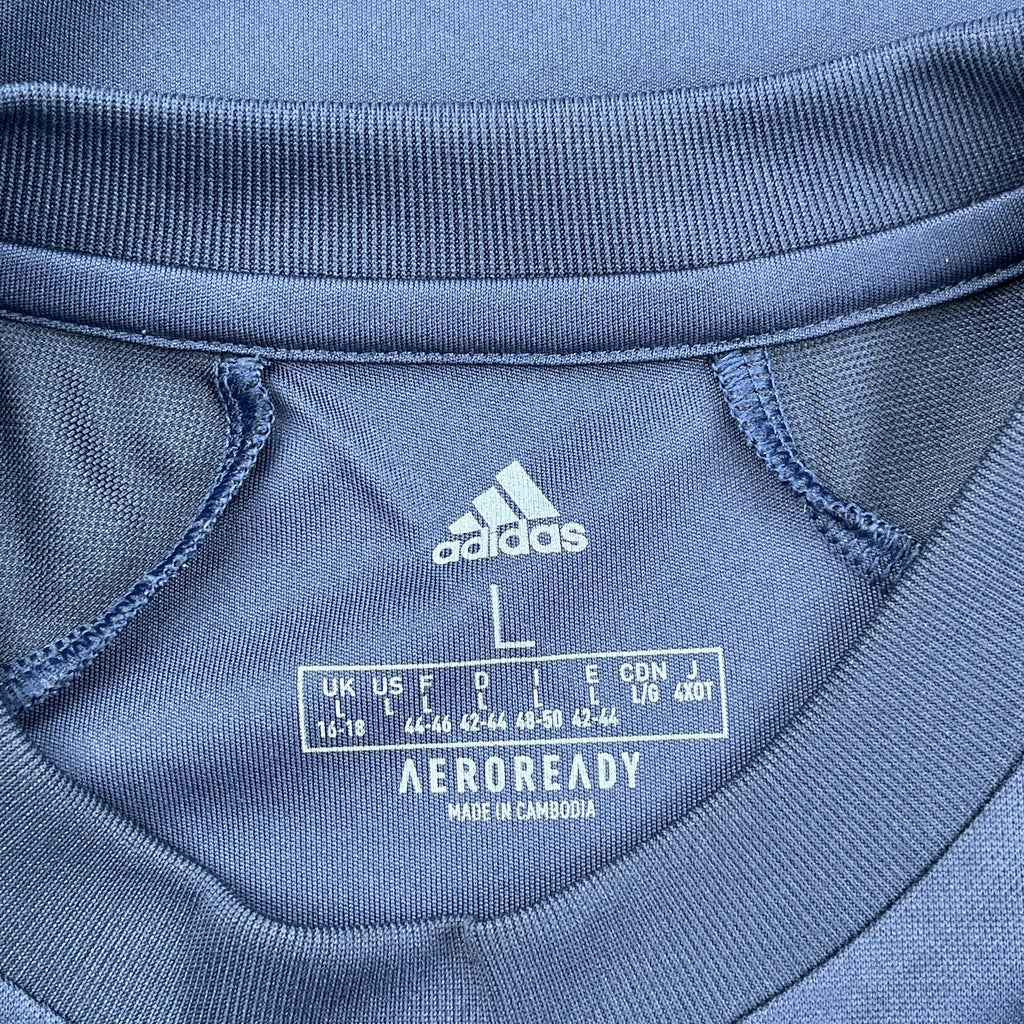 adidas
L
UK US F D I E CDN J
L L L L L L L/G 4XOT
16-18 44-46 42-44 48-50 42-44
AEROREADY
MADE IN CAMBODIA